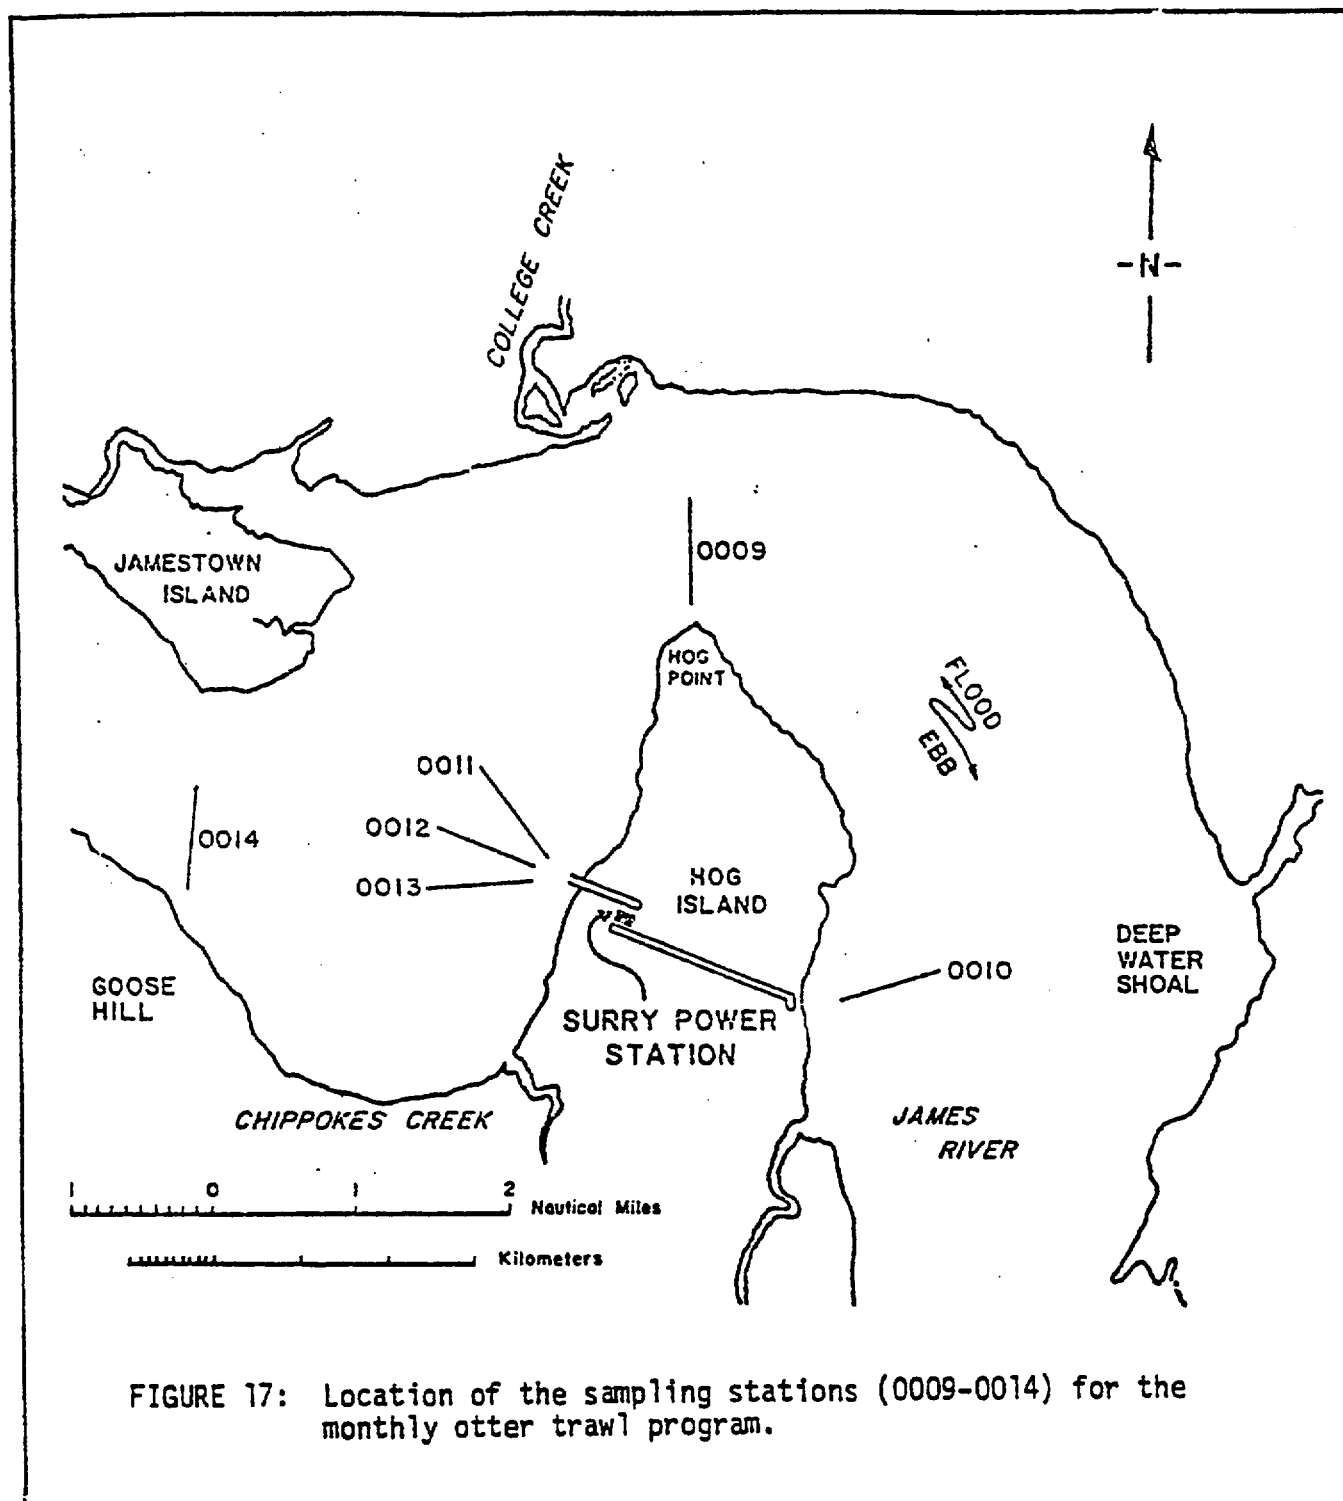 COLLEGE CREEK
-N-
0009
JAMESTOWN
ISLAND
HOG
POINT
FLOOD
EBB
0011
0012
0014
0013
HOG
ISLAND
DEEP
WATER
SHOAL
0010
GOOSE
HILL
SURRY POWER
STATION
CHIPPOKES CREEK
JAMES
RIVER
1 0 1 2
Nautical Miles
Kilometers
FIGURE 17: Location of the sampling stations (0009-0014) for the
monthly otter trawl program.